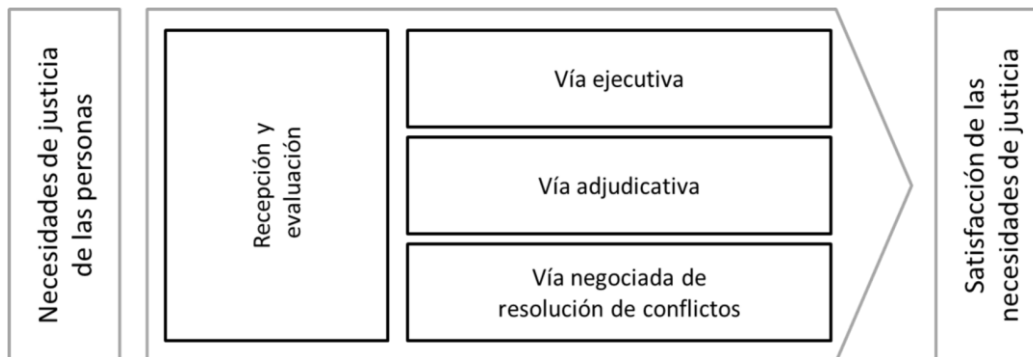 Necesidades de justicia
de las personas
Recepción y
evaluación
Vía ejecutiva
Vía adjudicativa
Vía negociada de
resolución de conflictos
Satisfacción de las
necesidades de justicia